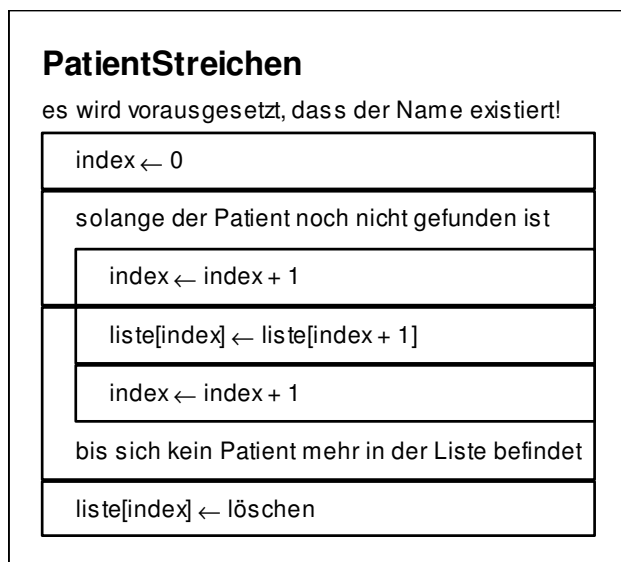 PatientStreichen
es wird vorausgesetzt, dass der Name existiert!
index ← 0
solange der Patient noch nicht gefunden ist
index ← index + 1
liste[index] ← liste[index + 1]
index ← index + 1
bis sich kein Patient mehr in der Liste befindet
liste[index] ← löschen